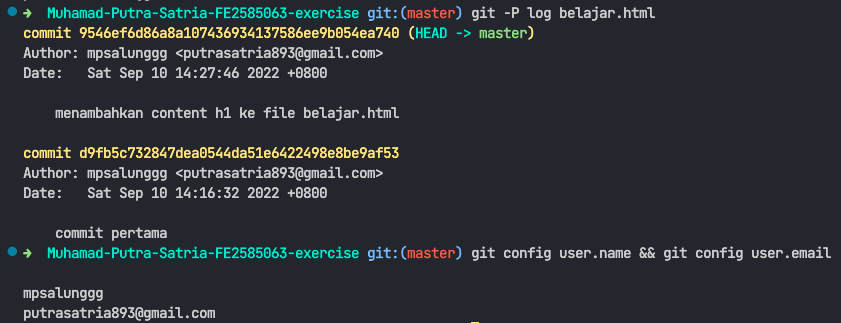 ➜ Muhamad-Putra-Satria-FE2585063-exercise git:(master) git -P log belajar.html
commit 9546ef6d86a8a107436934137586ee9b054ea740 (HEAD -> master)
Author: mpsalunggg <putrasatria893@gmail.com>
Date: Sat Sep 10 14:27:46 2022 +0800
menambahkan content h1 ke file belajar.html
commit d9fb5c732847dea0544da51e6422498e8be9af53
Author: mpsalunggg <putrasatria893@gmail.com>
Date: Sat Sep 10 14:16:32 2022 +0800
commit pertama
➜ Muhamad-Putra-Satria-FE2585063-exercise git:(master) git config user.name && git config user.email
mpsalunggg
putrasatria893@gmail.com